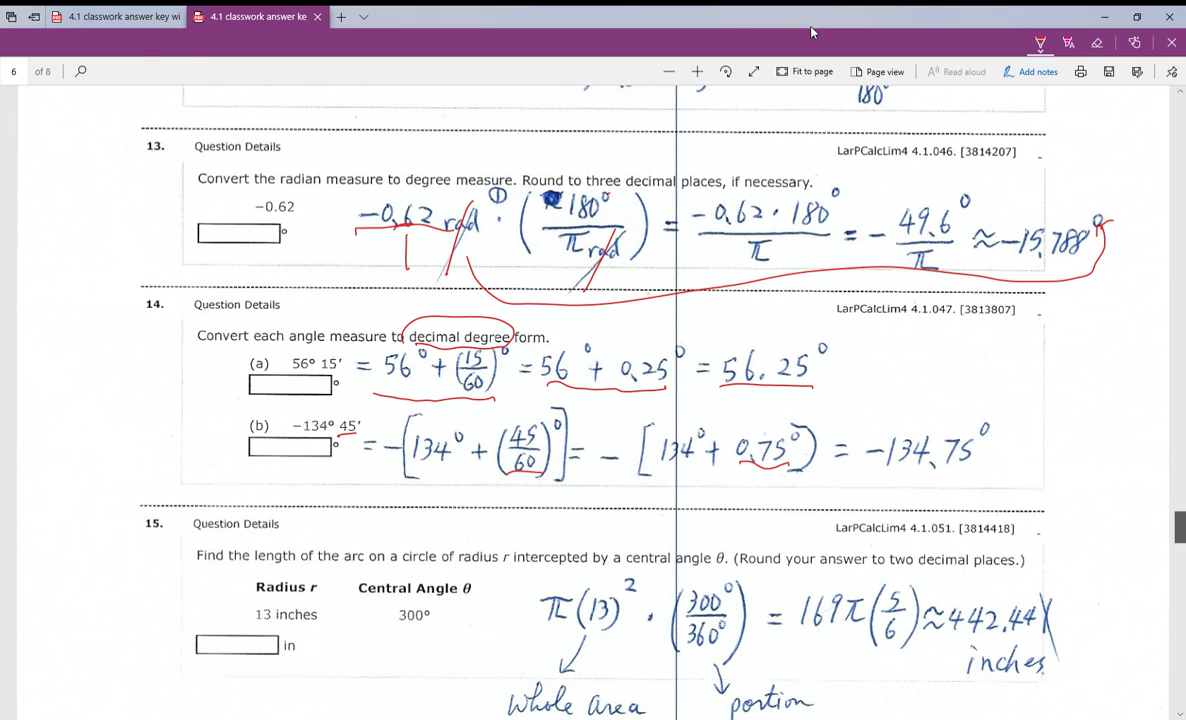 4.1 classwork answer key wi
4.1 classwork answer ke
6 of 8
Fit to page
Page view
Read aloud
Add notes
180°
13. Question Details LarPCalcLim4 4.1.046. [3814207]
Convert the radian measure to degree measure. Round to three decimal places, if necessary.
-0.62
°
-0.62 rad · (180° / π rad) = -0.62 · 180° / π = - 49.6° / π ≈ -15.788°
①
14. Question Details LarPCalcLim4 4.1.047. [3813807]
Convert each angle measure to decimal degree form.
(a) 56° 15' = 56° + (15/60)° = 56° + 0.25° = 56.25°
°
(b) -134° 45' = -[134° + (45/60)°] = - [134° + 0.75°) = -134.75°
°
15. Question Details LarPCalcLim4 4.1.051. [3814418]
Find the length of the arc on a circle of radius r intercepted by a central angle θ. (Round your answer to two decimal places.)
Radius r Central Angle θ
13 inches 300°
in
π(13)² · (300°/360°) = 169π(5/6) ≈ 442.44
inches
whole area
portion